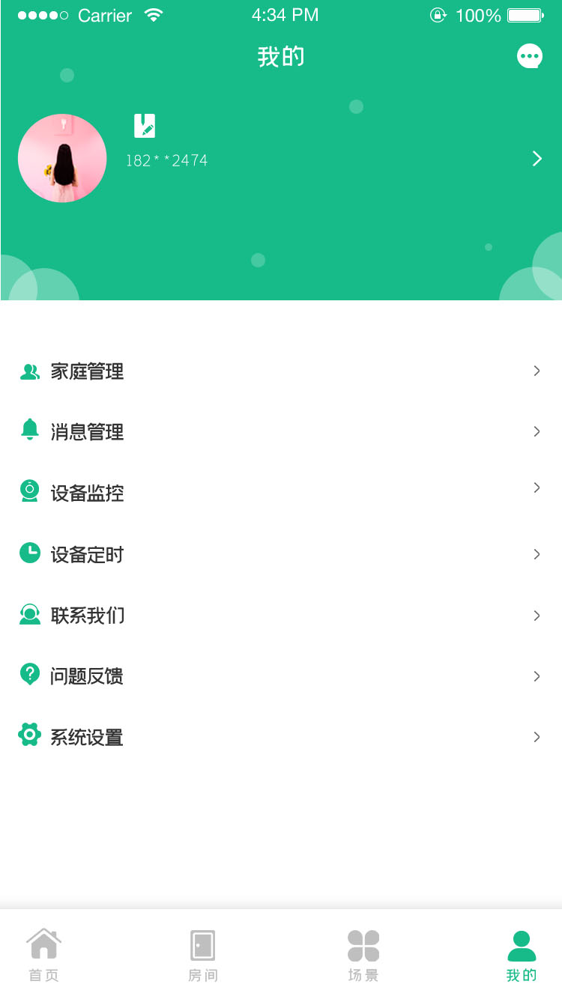 Carrier 4:34 PM 100%
我的
182**2474
家庭管理
消息管理
设备监控
设备定时
联系我们
问题反馈
系统设置
首页 房间 场景 我的